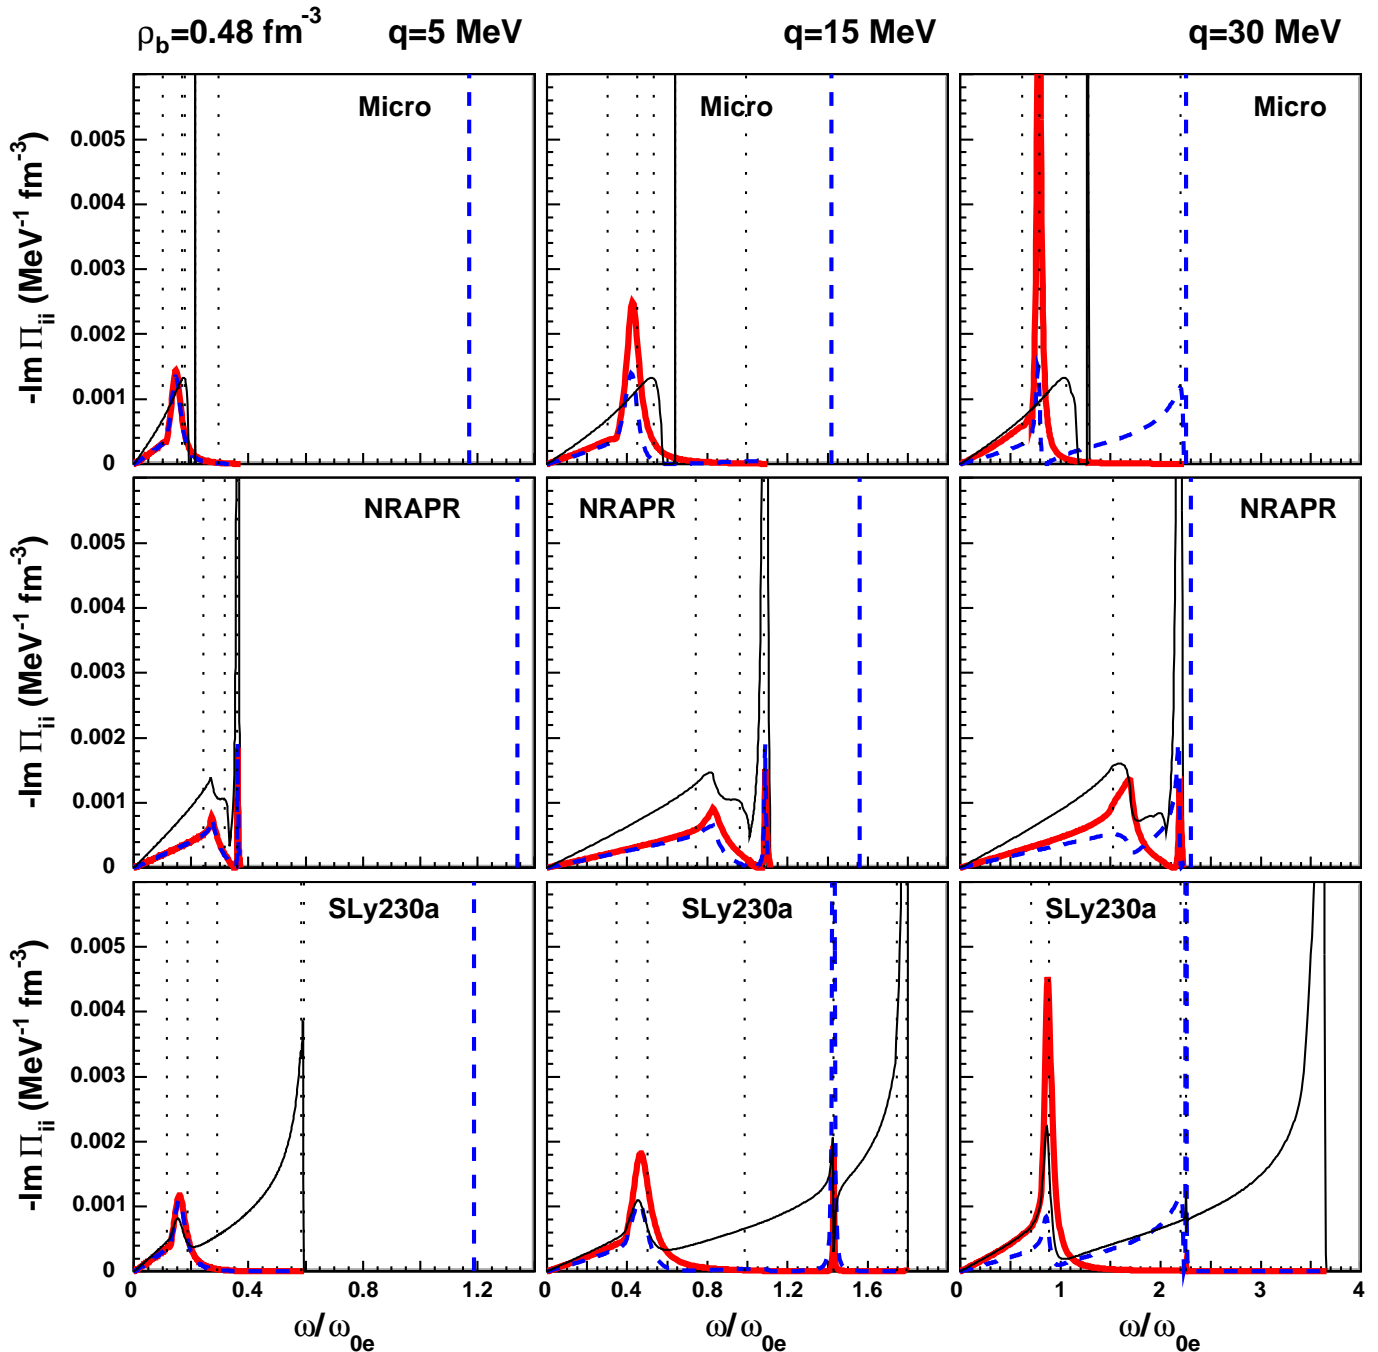 ρb=0.48 fm-3 q=5 MeV q=15 MeV q=30 MeV
Micro Micro Micro
0.005
0.004
0.003
0.002
0.001
0
-Im Πii (MeV-1 fm-3)
NRAPR NRAPR NRAPR
0.005
0.004
0.003
0.002
0.001
0
-Im Πii (MeV-1 fm-3)
SLy230a SLy230a SLy230a
0.005
0.004
0.003
0.002
0.001
0
-Im Πii (MeV-1 fm-3)
0 0.4 0.8 1.2 0 0.4 0.8 1.2 1.6 0 1 2 3 4
ω/ω0e ω/ω0e ω/ω0e